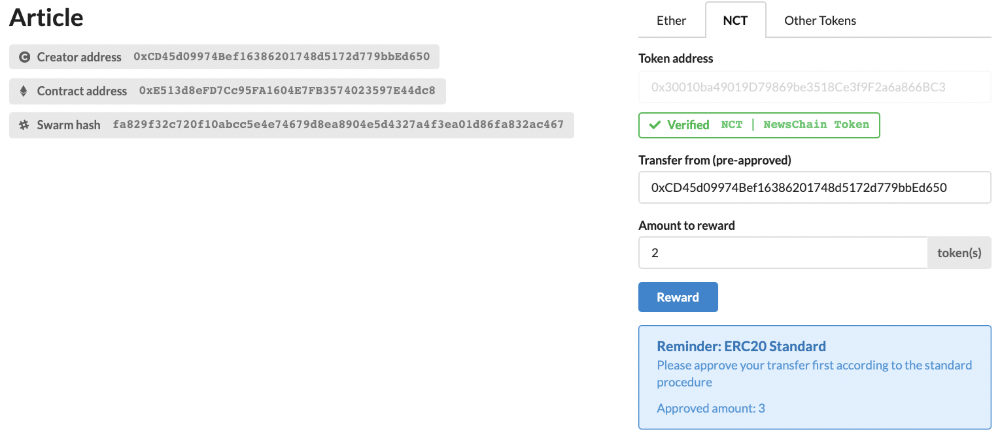 Article
Creator address 0xCD45d09974Bef16386201748d5172d779bbEd650
Contract address 0xE513d8eFD7Cc95FA1604E7FB3574023597E44dc8
Swarm hash fa829f32c720f10abcc5e4e74679d8ea8904e5d4327a4f3ea01d86fa832ac467
Ether NCT Other Tokens
Token address
0x30010ba49019D79869be3518Ce3f9F2a6a866BC3
Verified NCT | NewsChain Token
Transfer from (pre-approved)
0xCD45d09974Bef16386201748d5172d779bbEd650
Amount to reward
2 token(s)
Reward
Reminder: ERC20 Standard
Please approve your transfer first according to the standard
procedure
Approved amount: 3